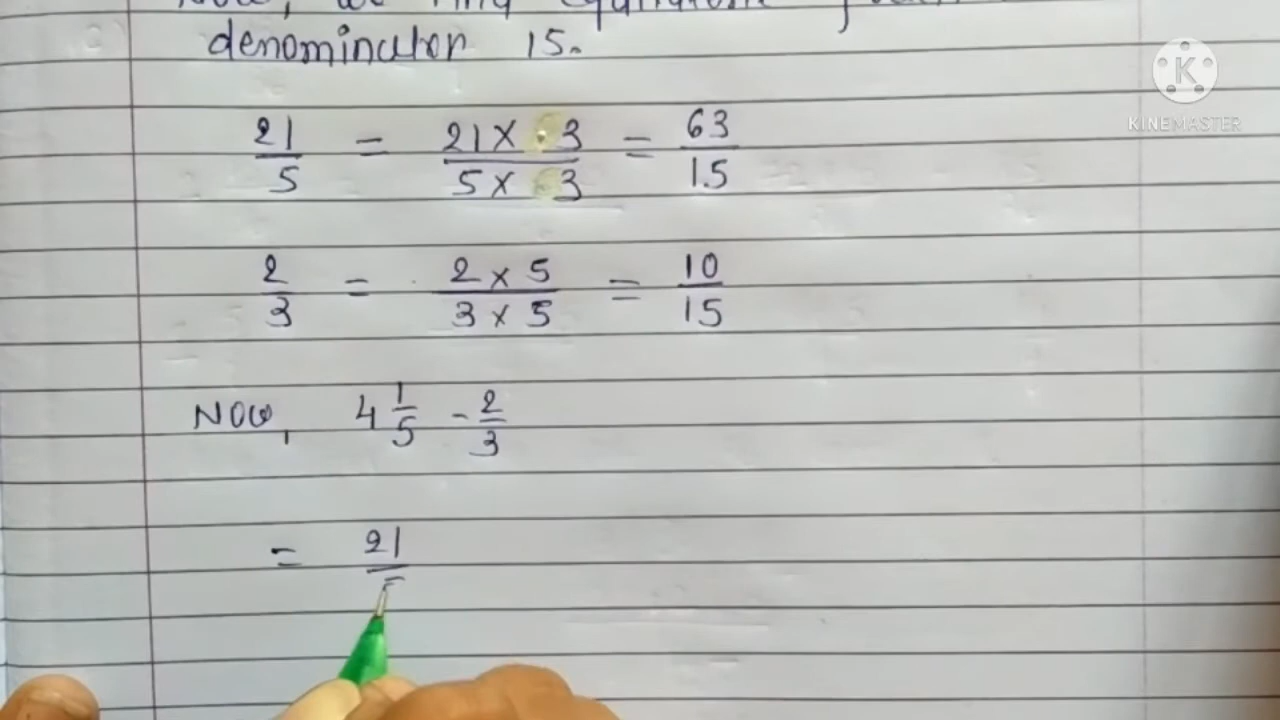 denominator 15.
21/5 = 21 × 3/5 × 3 = 63/15
2/3 = 2 × 5/3 × 5 = 10/15
Now, 4 1/5 - 2/3
= 21/5
KINEMASTER